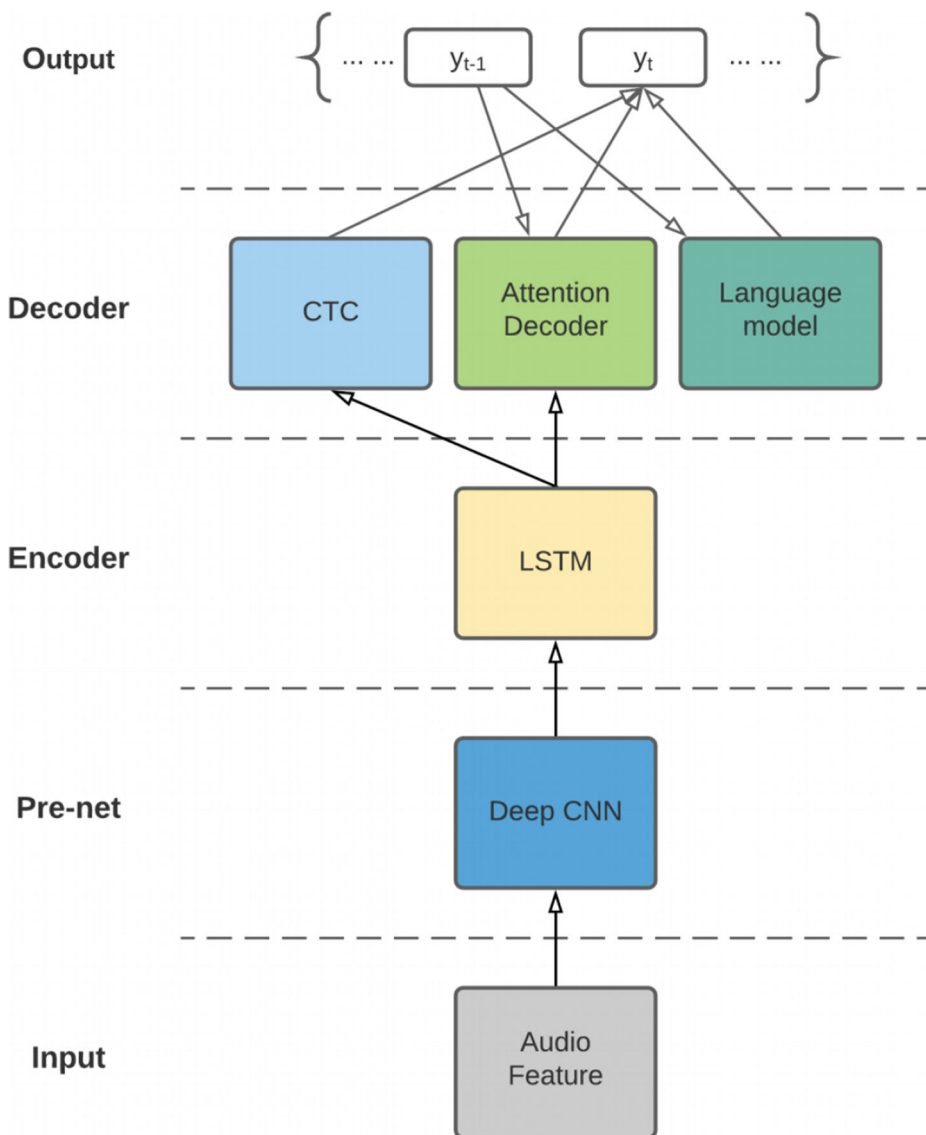 Output
... ... yt-1 yt ... ...
Decoder
CTC
Attention
Decoder
Language
model
Encoder
LSTM
Pre-net
Deep CNN
Input
Audio
Feature